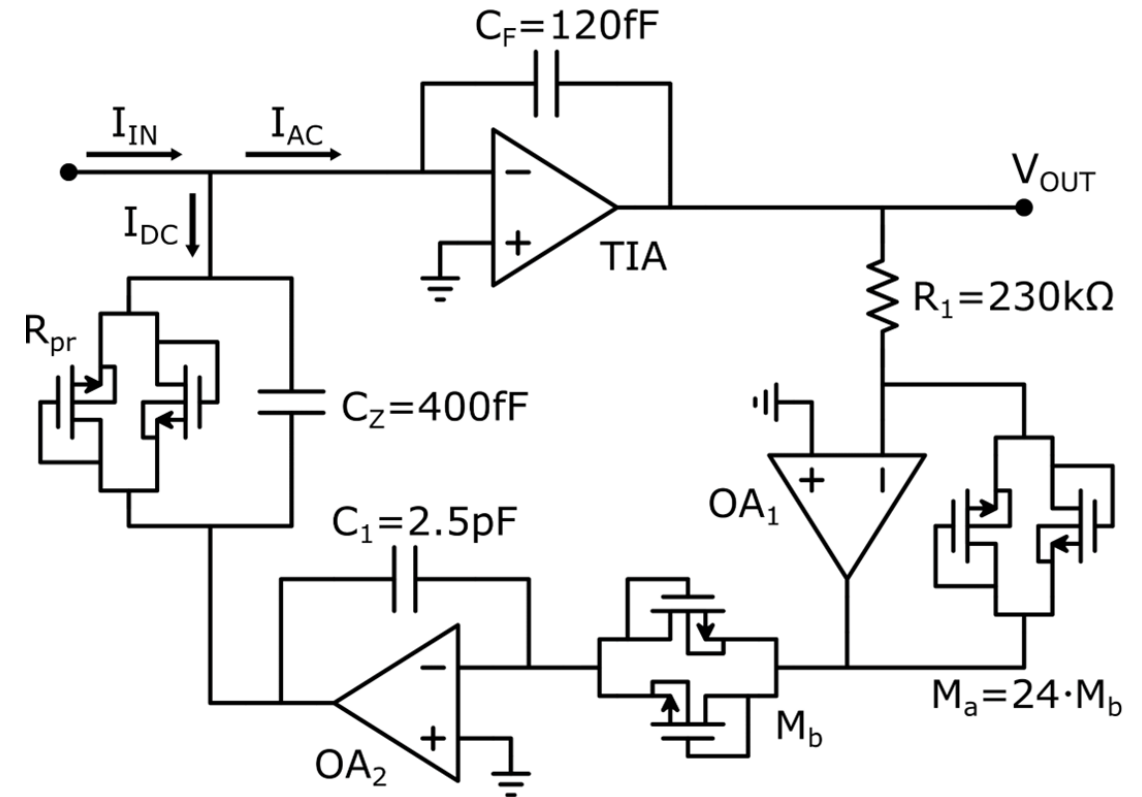 C_F=120fF
I_IN
I_AC
V_OUT
I_DC
−
+
TIA
R_1=230kΩ
R_pr
C_Z=400fF
OA_1
+
−
C_1=2.5pF
−
+
OA_2
M_b
M_a=24·M_b